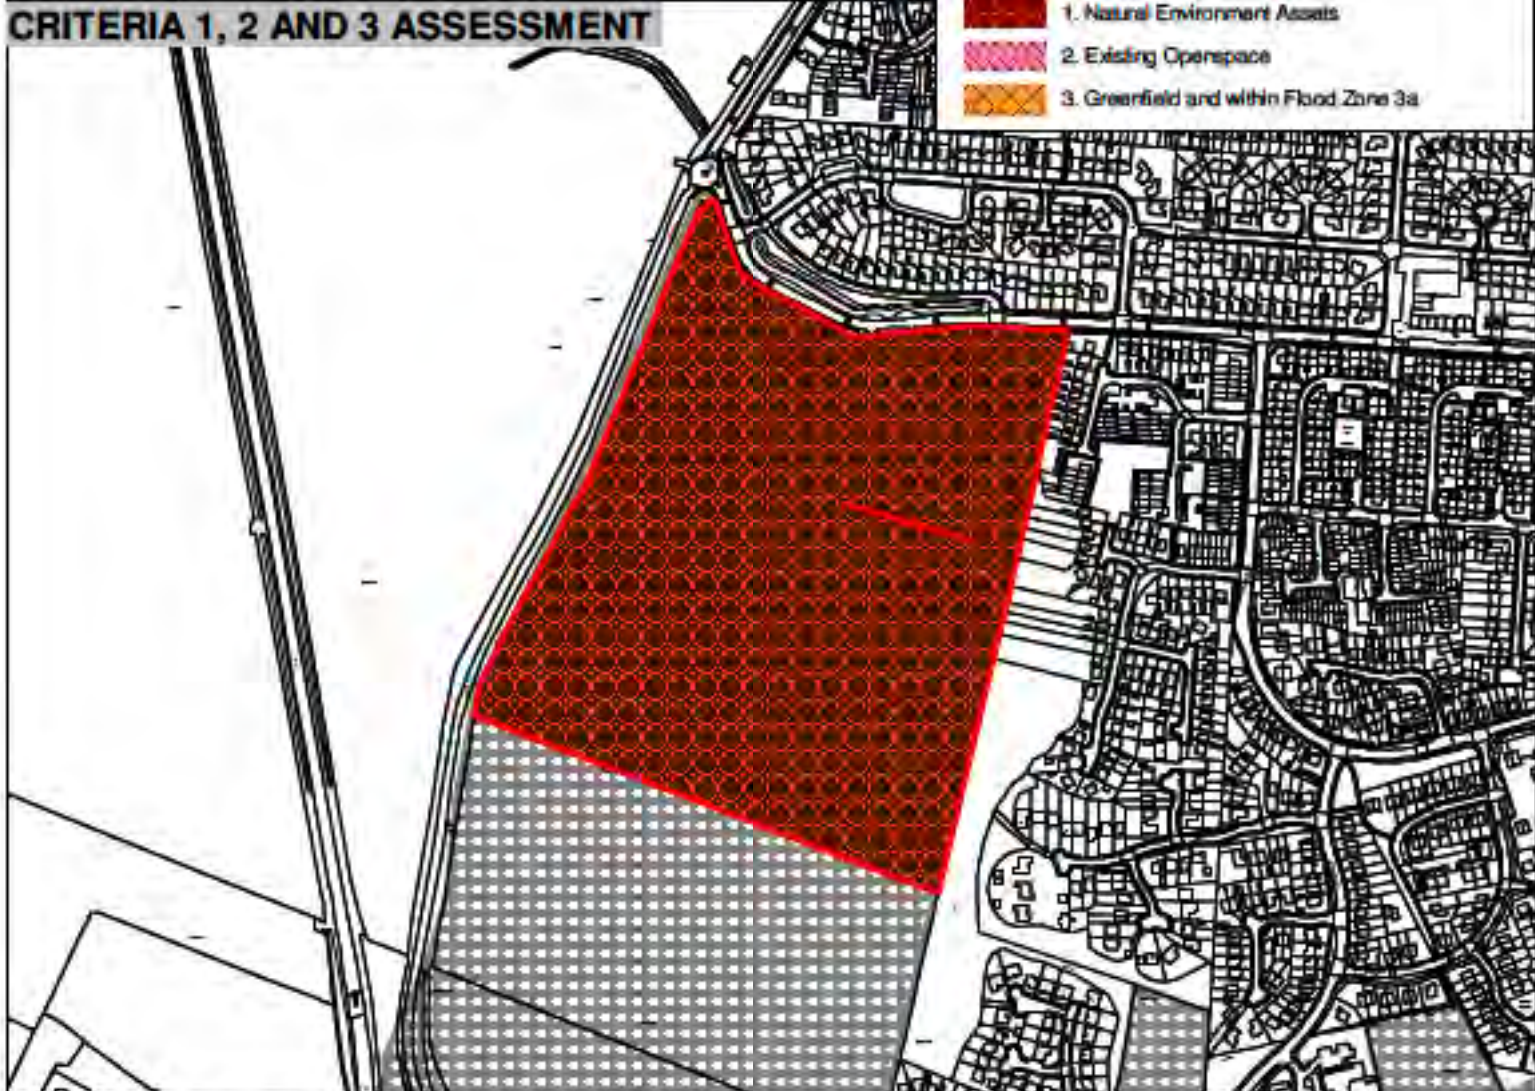 CRITERIA 1, 2 AND 3 ASSESSMENT
1. Natural Environment Assets
2. Existing Openspace
3. Greenfield and within Flood Zone 3a